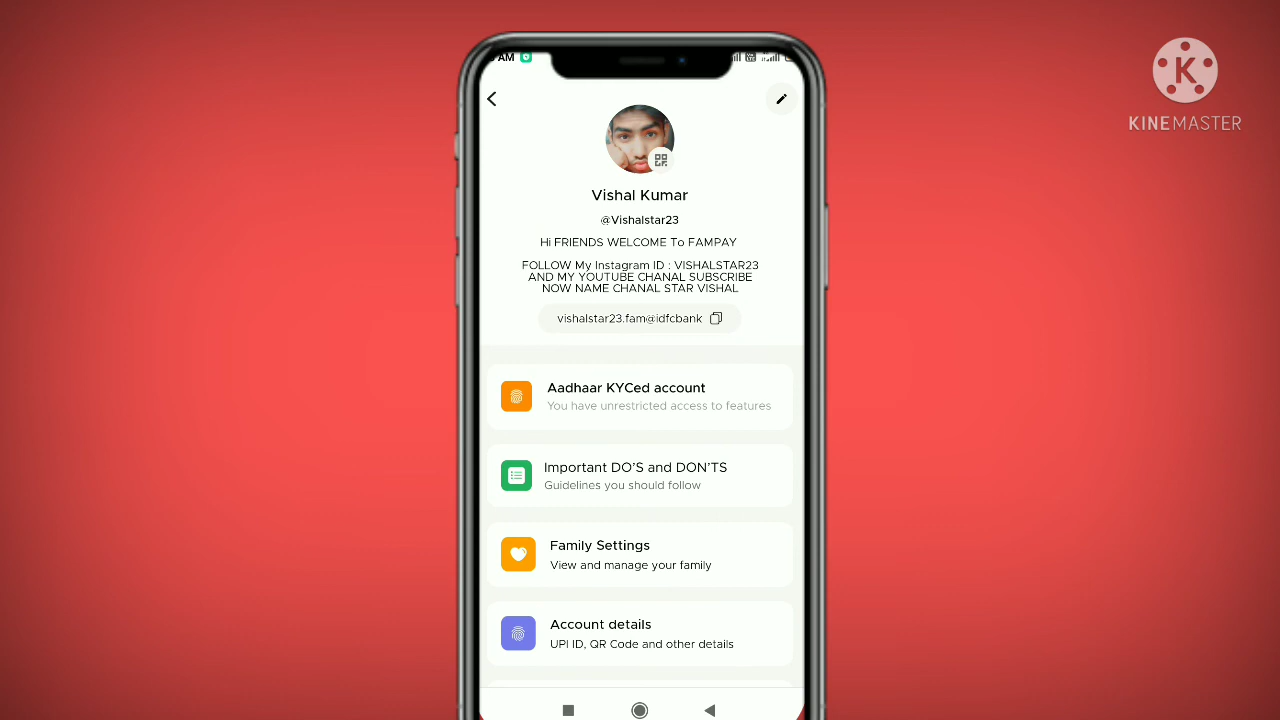 AM
KINEMASTER
Vishal Kumar
@Vishalstar23
Hi FRIENDS WELCOME To FAMPAY
FOLLOW My Instagram ID : VISHALSTAR23
AND MY YOUTUBE CHANAL SUBSCRIBE
NOW NAME CHANAL STAR VISHAL
vishalstar23.fam@idfcbank
Aadhaar KYCed account
You have unrestricted access to features
Important DO'S and DON'TS
Guidelines you should follow
Family Settings
View and manage your family
Account details
UPI ID, QR Code and other details